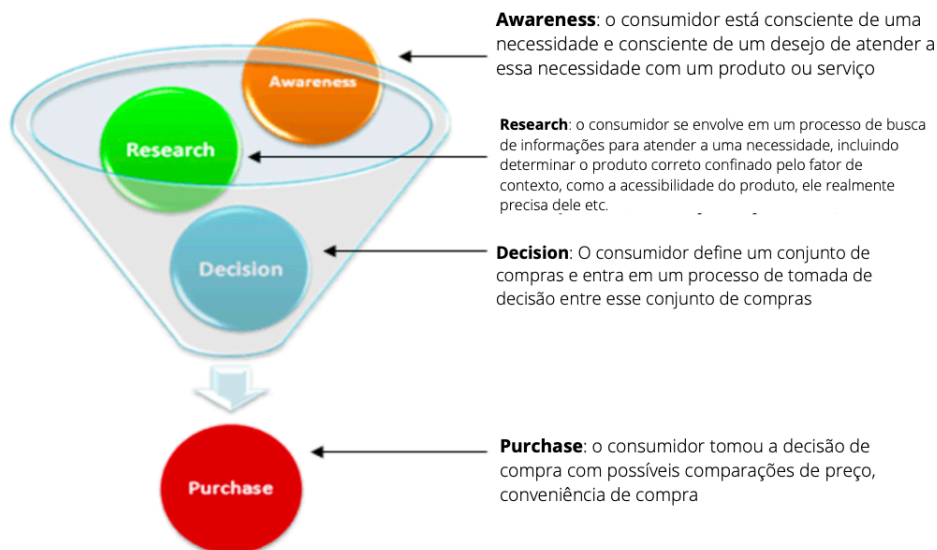 Awareness
Awareness: o consumidor está consciente de uma
necessidade e consciente de um desejo de atender a
essa necessidade com um produto ou serviço
Research
Research: o consumidor se envolve em um processo de busca
de informações para atender a uma necessidade, incluindo
determinar o produto correto confinado pelo fator de
contexto, como a acessibilidade do produto, ele realmente
precisa dele etc.
Decision
Decision: O consumidor define um conjunto de
compras e entra em um processo de tomada de
decisão entre esse conjunto de compras
Purchase
Purchase: o consumidor tomou a decisão de
compra com possíveis comparações de preço,
conveniência de compra